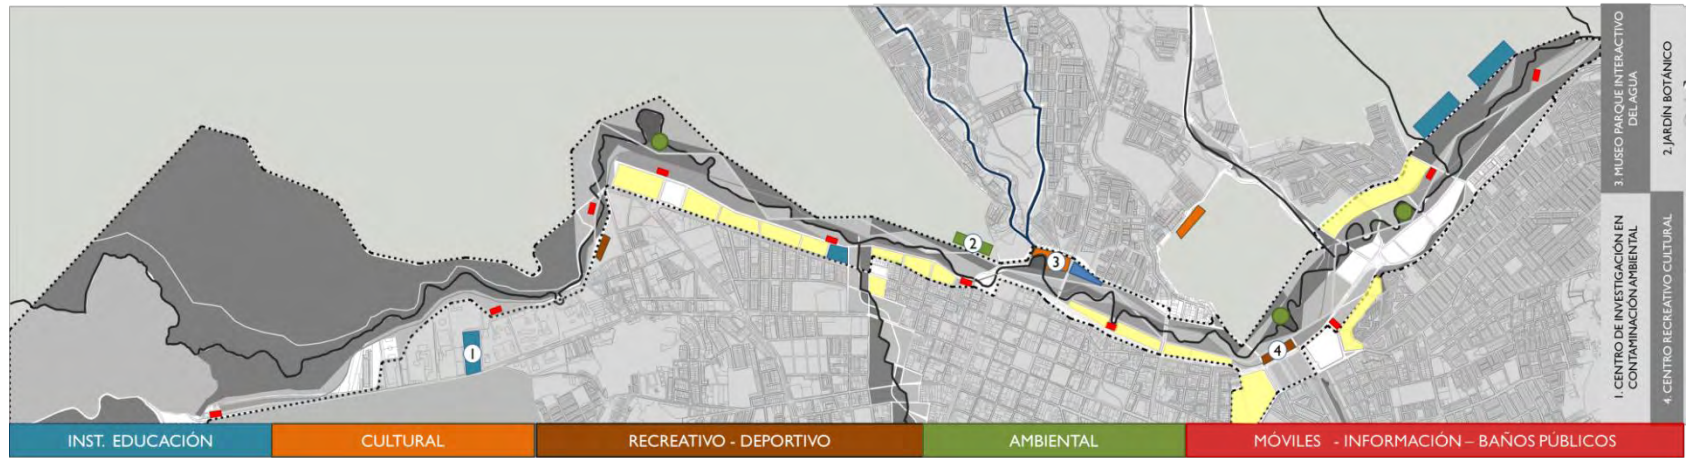 1
2
3
4
3. MUSEO PARQUE INTERACTIVO
DEL AGUA
2. JARDÍN BOTÁNICO
1. CENTRO DE INVESTIGACIÓN EN
CONTAMINACIÓN AMBIENTAL
4. CENTRO RECREATIVO CULTURAL
INST. EDUCACIÓN
CULTURAL
RECREATIVO - DEPORTIVO
AMBIENTAL
MÓVILES - INFORMACIÓN – BAÑOS PÚBLICOS